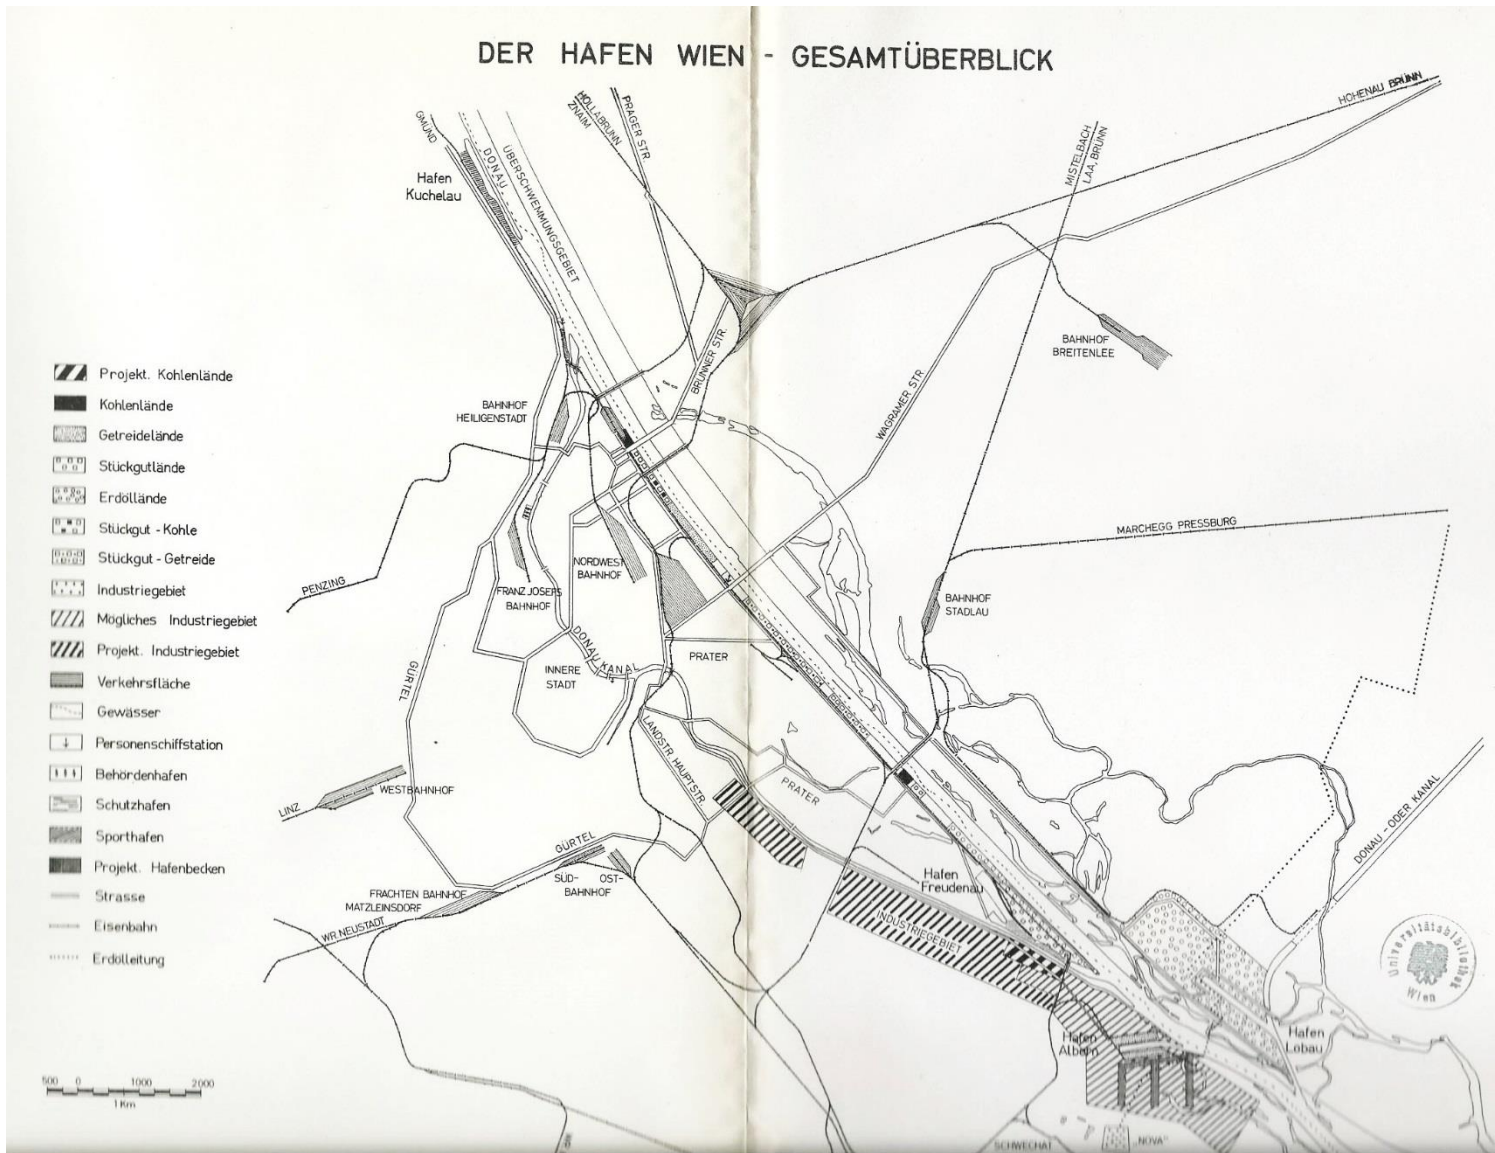 DER HAFEN WIEN - GESAMTÜBERBLICK
GMÜND
DONAU
ÜBERSCHWEMMUNGSGEBIET
HOLLABRUNN
ZNAIM
PRAGER STR.
MISTELBACH
LAA, BRÜNN
HOHENAU BRÜNN
Hafen
Kuchelau
BRÜNNER STR.
WAGRAMER STR
BAHNHOF
BREITENLEE
BAHNHOF
HEILIGENSTADT
Projekt. Kohlenlände
Kohlenlände
Getreidelände
Stückgutlände
Erdöllände
Stückgut - Kohle
Stückgut - Getreide
Industriegebiet
Mögliches Industriegebiet
Projekt. Industriegebiet
Verkehrsfläche
Gewässer
Personenschiffstation
Behördenhafen
Schutzhafen
Sporthafen
Projekt. Hafenbecken
Strasse
Eisenbahn
Erdölleitung
PENZING
FRANZ JOSEFS
BAHNHOF
NORDWEST
BAHNHOF
MARCHEGG PRESSBURG
BAHNHOF
STADLAU
GÜRTEL
DONAU KANAL
INNERE
STADT
PRATER
LANDSTR. HAUPTSTR.
PRATER
LINZ
WESTBAHNHOF
DONAU - ODER KANAL
GÜRTEL
SÜD-
OST-
BAHNHOF
FRACHTEN BAHNHOF
MATZLEINSDORF
WR. NEUSTADT
Hafen
Freudenau
INDUSTRIEGEBIET
Universitätsbibliothek
Wien
Hafen
Albern
Hafen
Lobau
SCHWECHAT
"NOVA"
500 0 1000 2000
1 Km